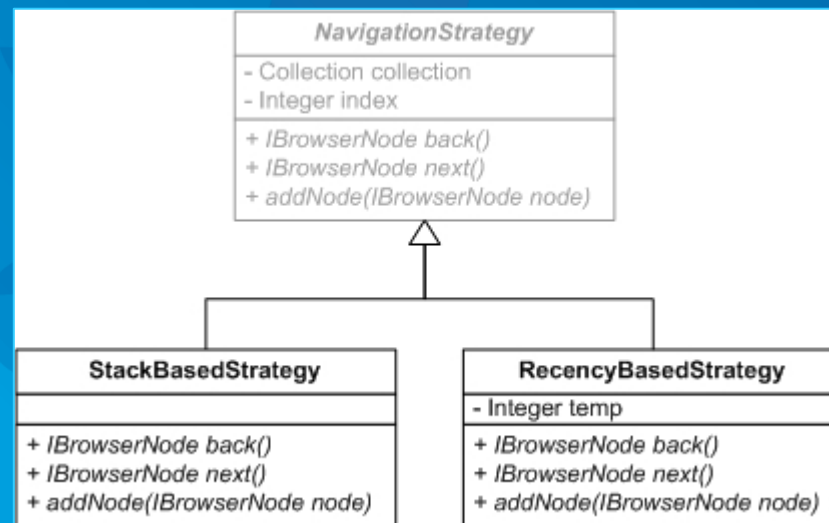 NavigationStrategy
- Collection collection
- Integer index
+ IBrowserNode back()
+ IBrowserNode next()
+ addNode(IBrowserNode node)
StackBasedStrategy
+ IBrowserNode back()
+ IBrowserNode next()
+ addNode(IBrowserNode node)
RecencyBasedStrategy
- Integer temp
+ IBrowserNode back()
+ IBrowserNode next()
+ addNode(IBrowserNode node)